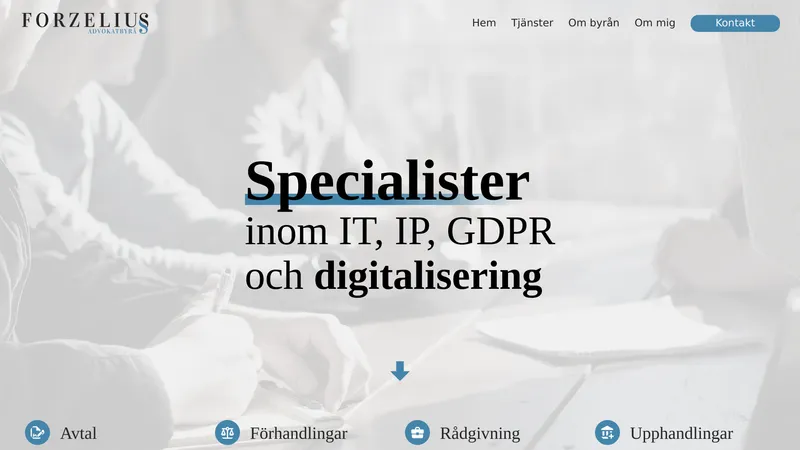 FORZELIUS
ADVOKATBYRÅ
Hem Tjänster Om byrån Om mig Kontakt
Specialister
inom IT, IP, GDPR
och digitalisering
Avtal Förhandlingar Rådgivning Upphandlingar